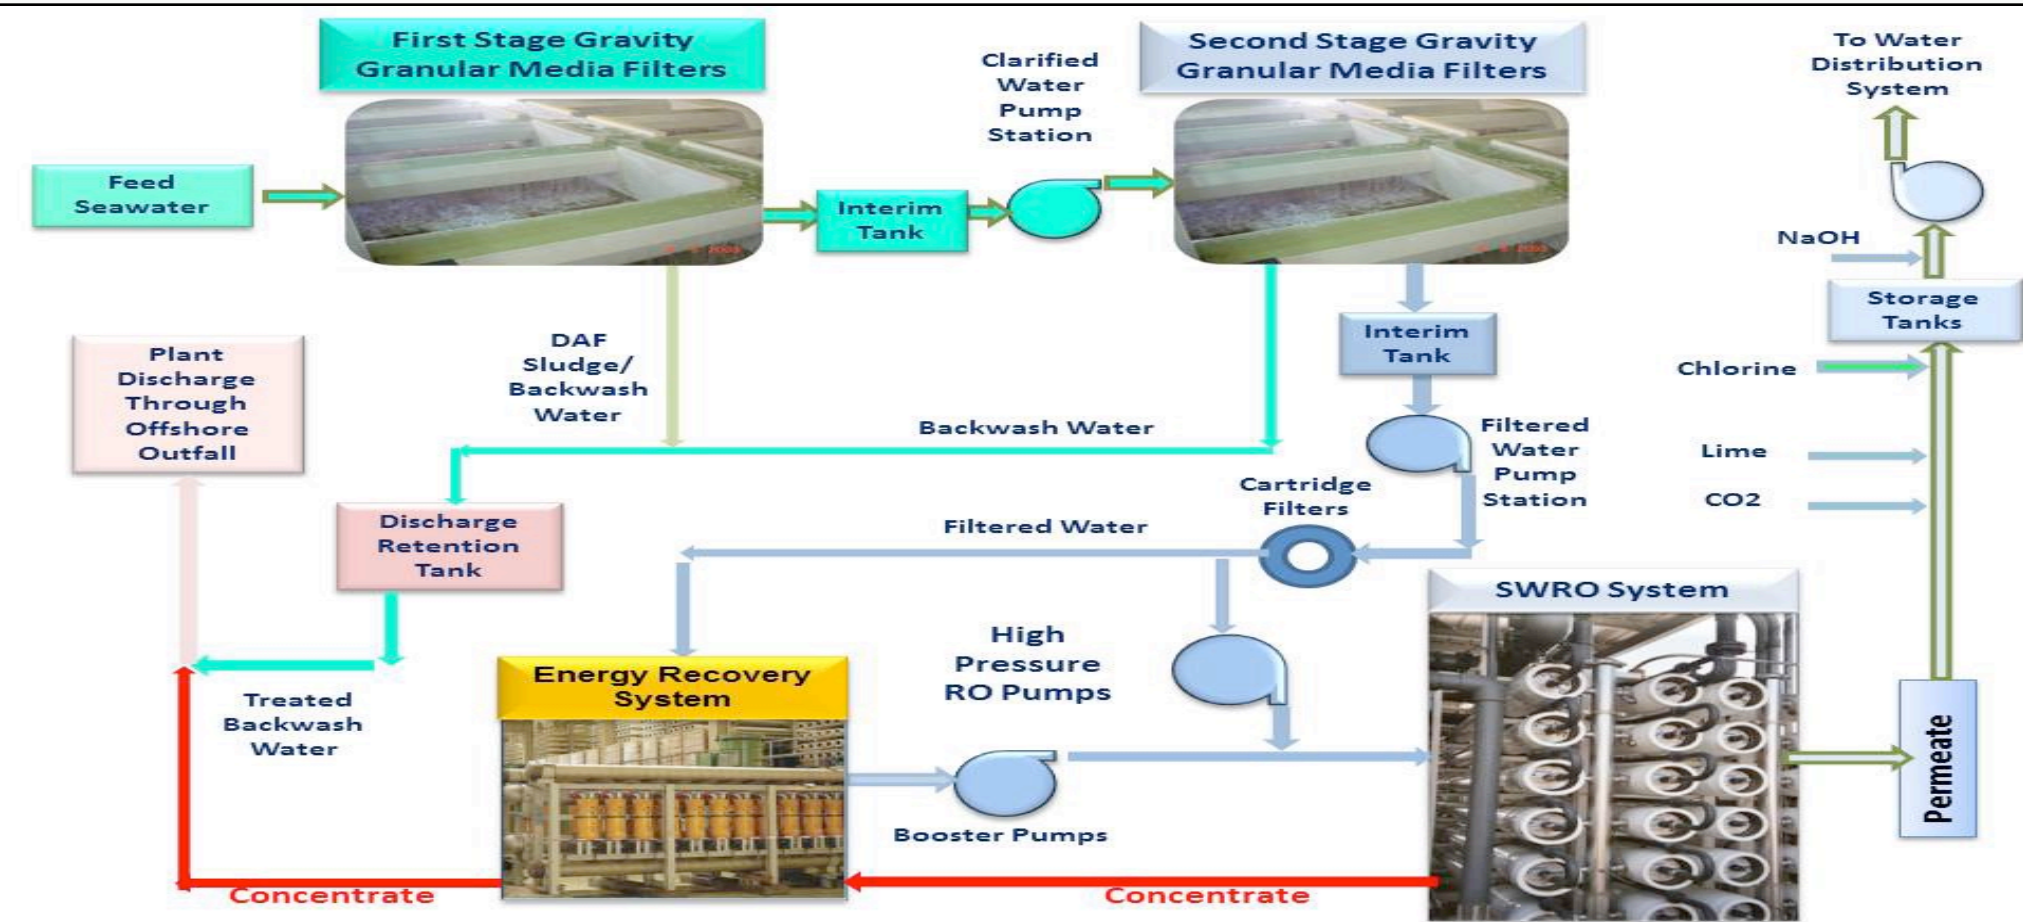 First Stage Gravity
Granular Media Filters
Clarified
Water
Pump
Station
Second Stage Gravity
Granular Media Filters
To Water
Distribution
System
Feed
Seawater
Interim
Tank
NaOH
Storage
Tanks
Plant
Discharge
Through
Offshore
Outfall
DAF
Sludge/
Backwash
Water
Backwash Water
Interim
Tank
Chlorine
Filtered
Water
Pump
Station
Lime
CO2
Cartridge
Filters
Filtered Water
Discharge
Retention
Tank
SWRO System
High
Pressure
RO Pumps
Energy Recovery
System
Treated
Backwash
Water
Permeate
Booster Pumps
Concentrate
Concentrate